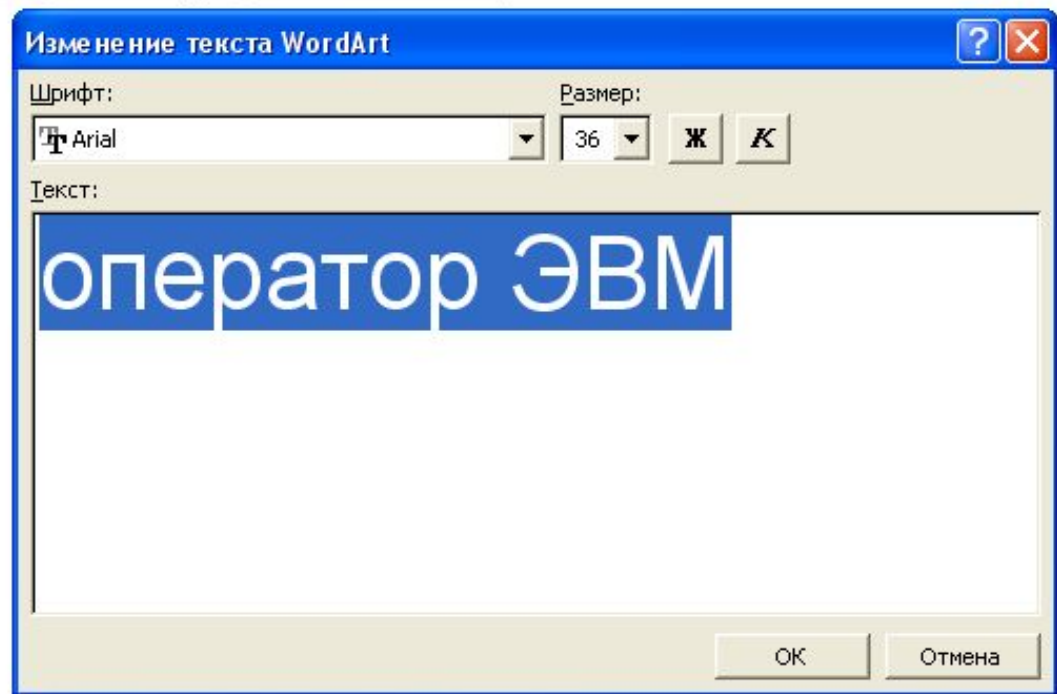 Изменение текста WordArt
Шрифт:
Размер:
Arial
36
Ж
К
Текст:
оператор ЭВМ
ОК
Отмена